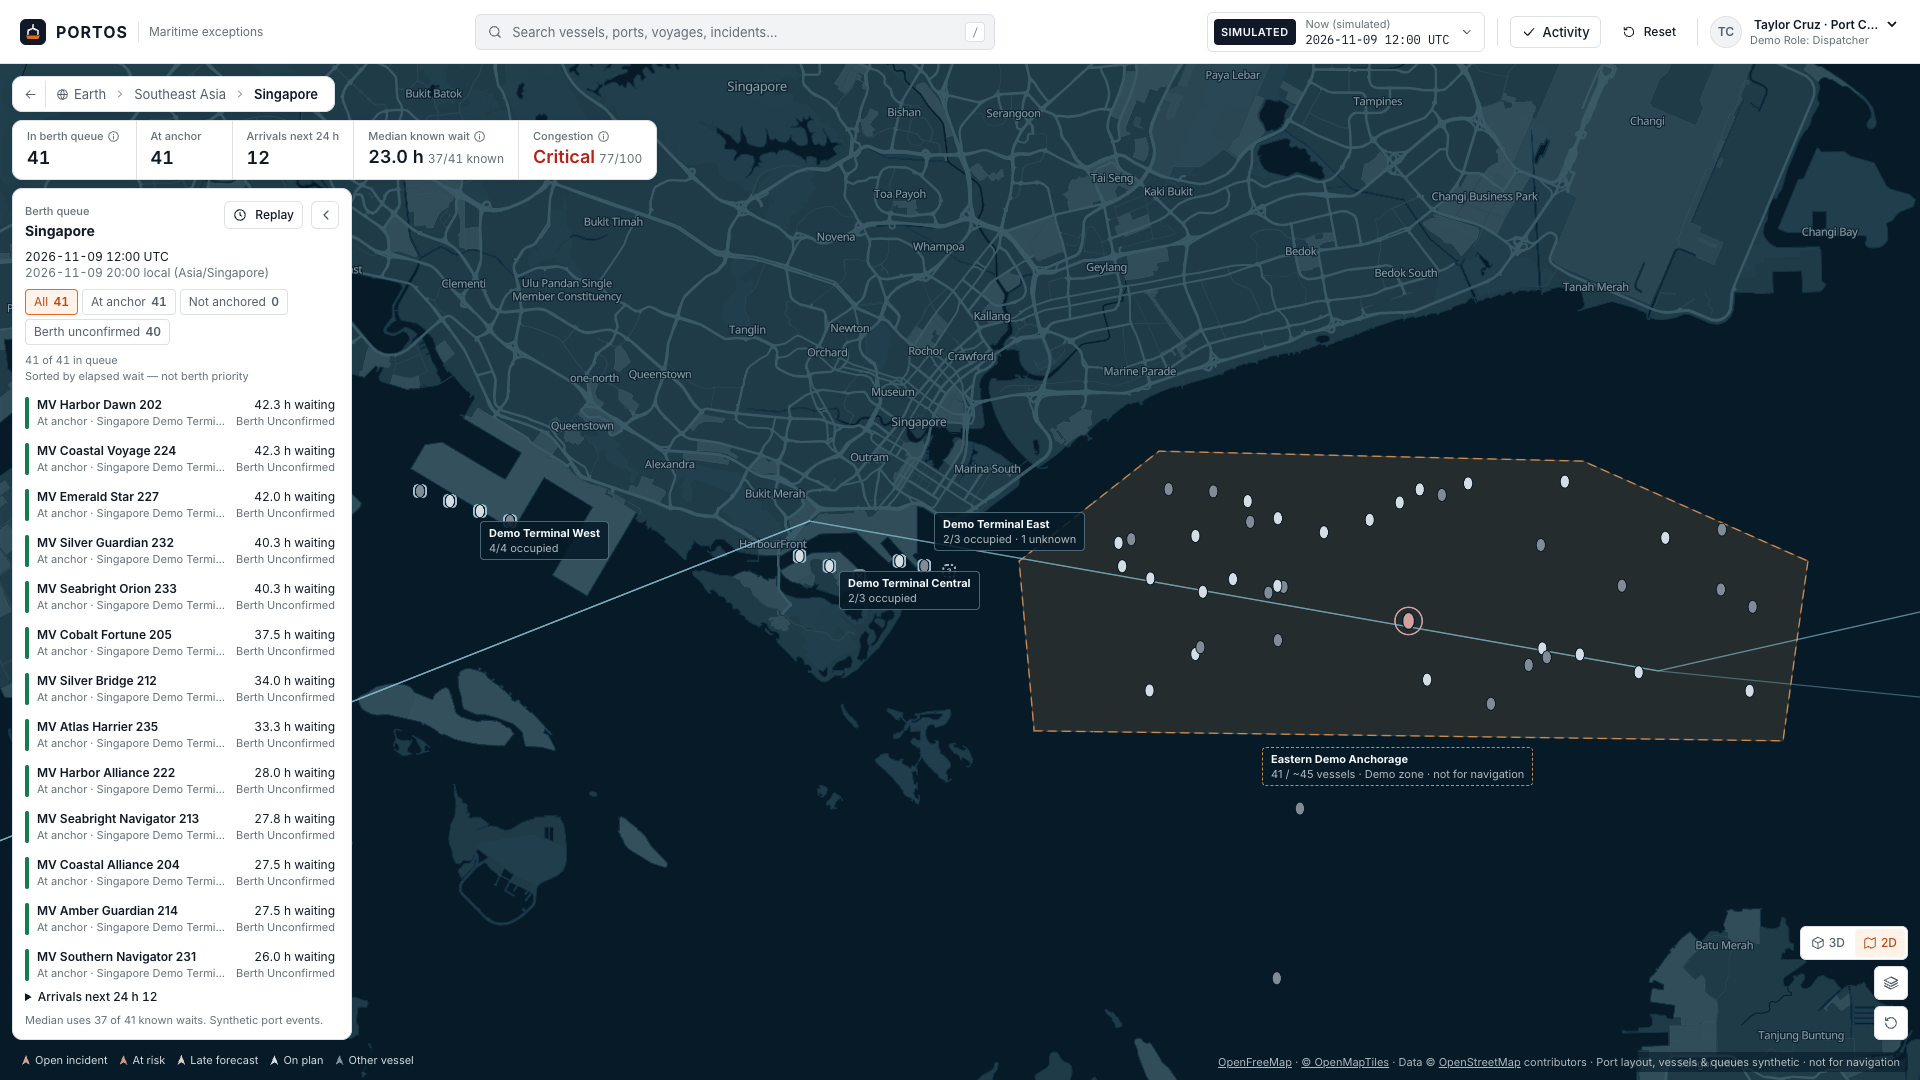 PORTOS
Maritime exceptions
Search vessels, ports, voyages, incidents...
/
SIMULATED
Now (simulated)
2026-11-09 12:00 UTC
Activity
Reset
TC
Taylor Cruz · Port C...
Demo Role: Dispatcher
Earth
Southeast Asia
Singapore
In berth queue
41
At anchor
41
Arrivals next 24 h
12
Median known wait
23.0 h 37/41 known
Congestion
Critical 77/100
Berth queue
Singapore
Replay
2026-11-09 12:00 UTC
2026-11-09 20:00 local (Asia/Singapore)
All 41
At anchor 41
Not anchored 0
Berth unconfirmed 40
41 of 41 in queue
Sorted by elapsed wait — not berth priority
MV Harbor Dawn 202 42.3 h waiting
At anchor · Singapore Demo Termi... Berth Unconfirmed
MV Coastal Voyage 224 42.3 h waiting
At anchor · Singapore Demo Termi... Berth Unconfirmed
MV Emerald Star 227 42.0 h waiting
At anchor · Singapore Demo Termi... Berth Unconfirmed
MV Silver Guardian 232 40.3 h waiting
At anchor · Singapore Demo Termi... Berth Unconfirmed
MV Seabright Orion 233 40.3 h waiting
At anchor · Singapore Demo Termi... Berth Unconfirmed
MV Cobalt Fortune 205 37.5 h waiting
At anchor · Singapore Demo Termi... Berth Unconfirmed
MV Silver Bridge 212 34.0 h waiting
At anchor · Singapore Demo Termi... Berth Unconfirmed
MV Atlas Harrier 235 33.3 h waiting
At anchor · Singapore Demo Termi... Berth Unconfirmed
MV Harbor Alliance 222 28.0 h waiting
At anchor · Singapore Demo Termi... Berth Unconfirmed
MV Seabright Navigator 213 27.8 h waiting
At anchor · Singapore Demo Termi... Berth Unconfirmed
MV Coastal Alliance 204 27.5 h waiting
At anchor · Singapore Demo Termi... Berth Unconfirmed
MV Amber Guardian 214 27.5 h waiting
At anchor · Singapore Demo Termi... Berth Unconfirmed
MV Southern Navigator 231 26.0 h waiting
At anchor · Singapore Demo Termi... Berth Unconfirmed
Arrivals next 24 h 12
Median uses 37 of 41 known waits. Synthetic port events.
Open incident
At risk
Late forecast
On plan
Other vessel
Bukit Batok
Singapore
Bishan
Serangoon
Paya Lebar
Tampines
Changi
Toa Payoh
Tai Seng
Kaki Bukit
Changi Business Park
Bukit Timah
Novena
Whampoa
Bedok
Changi Bay
Geylang
Bedok South
Clementi
Ulu Pandan Single
Member Constituency
Tanah Merah
Kallang
Tanglin
Newton
Orchard
Rochor
Crawford
Marine Parade
one-north
Queenstown
Museum
Queenstown
Singapore
Outram
Alexandra
Marina South
Bukit Merah
HarbourFront
Demo Terminal West
4/4 occupied
Demo Terminal East
2/3 occupied · 1 unknown
Demo Terminal Central
2/3 occupied
Eastern Demo Anchorage
41 / ~45 vessels · Demo zone · not for navigation
Batu Merah
Tanjung Buntung
3D
2D
OpenFreeMap · © OpenMapTiles · Data © OpenStreetMap contributors · Port layout, vessels & queues synthetic · not for navigation